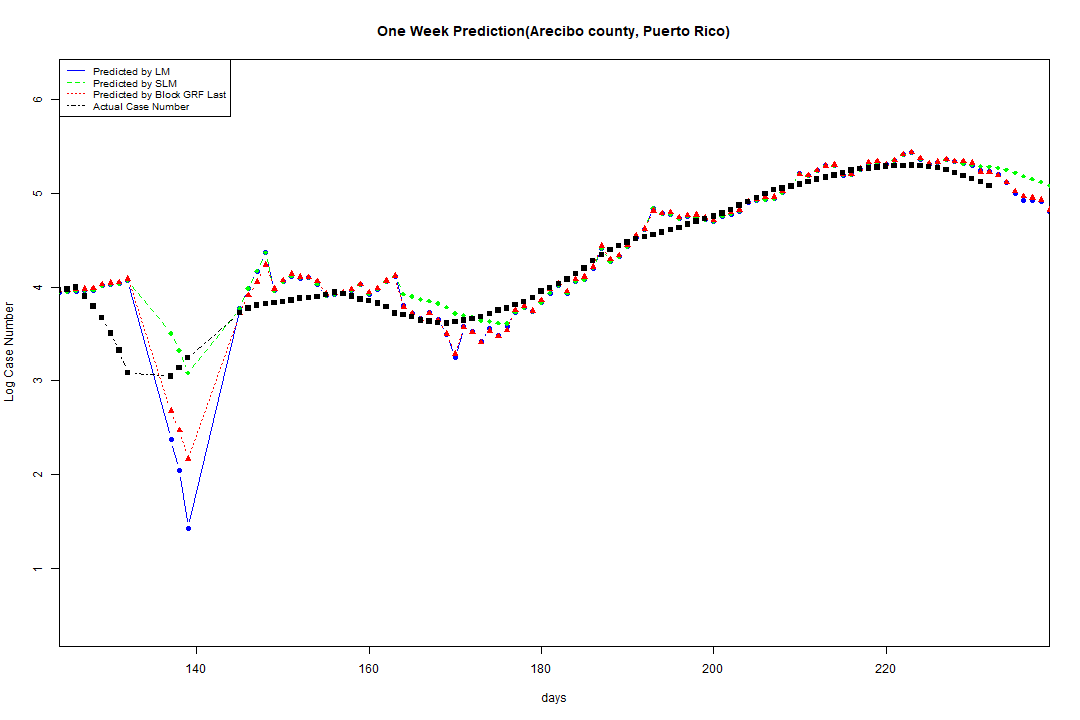 One Week Prediction(Arecibo county, Puerto Rico)
Predicted by LM
Predicted by SLM
Predicted by Block GRF Last
Actual Case Number
6
5
4
3
2
1
Log Case Number
140 160 180 200 220
days